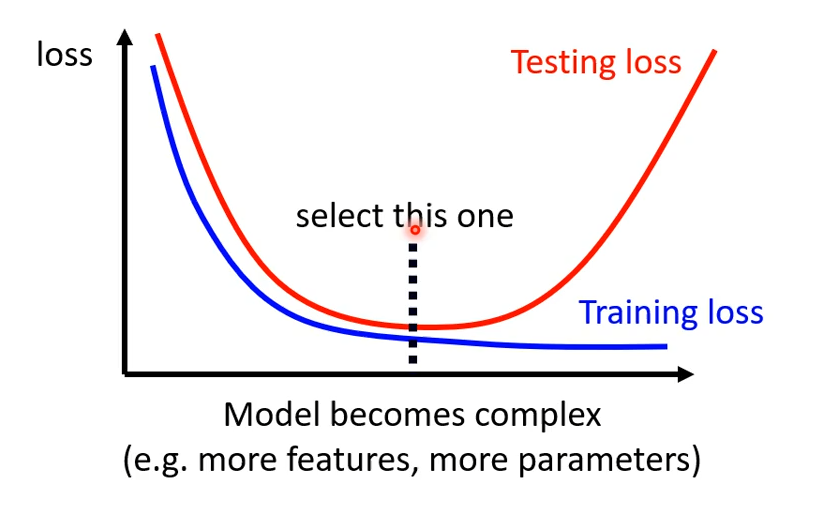 loss
Testing loss
select this one
Training loss
Model becomes complex
(e.g. more features, more parameters)